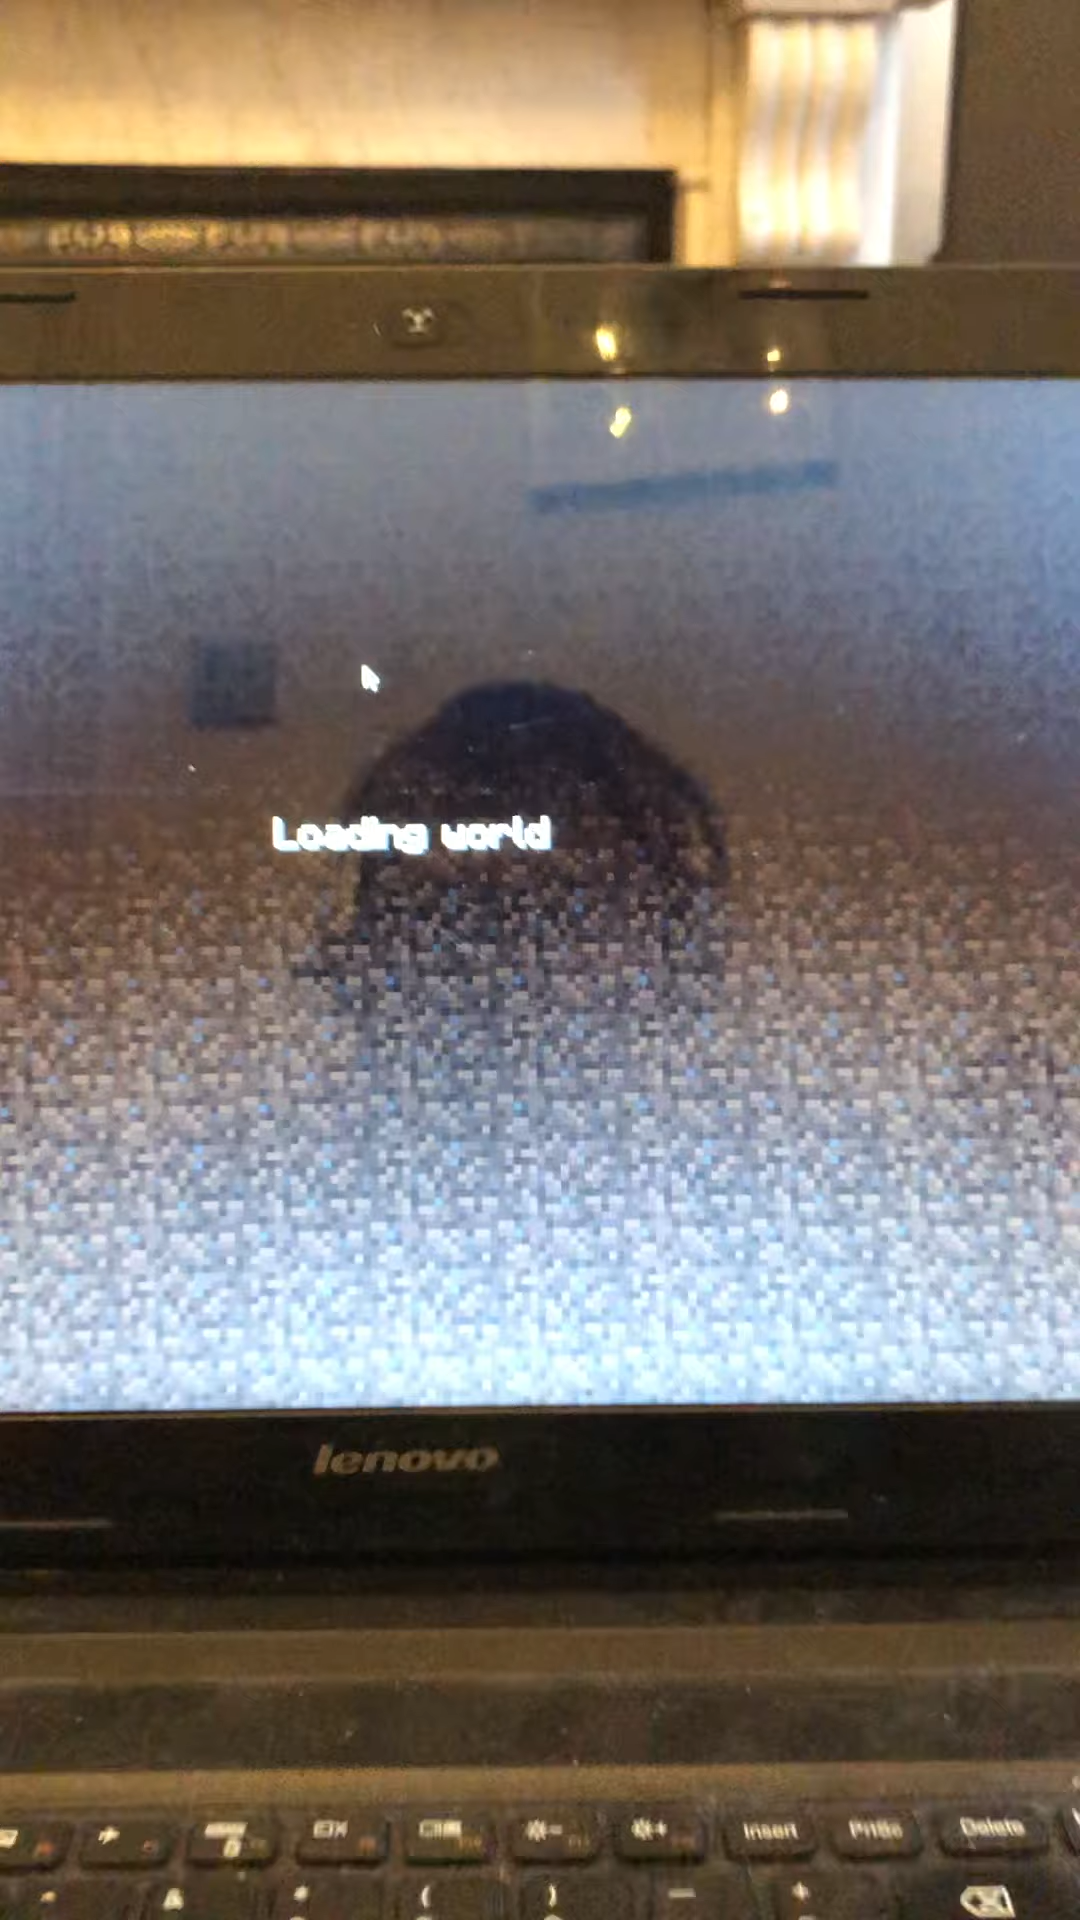 Loading world
lenovo
Insert
PrtSc
Delete
* ( ) — +